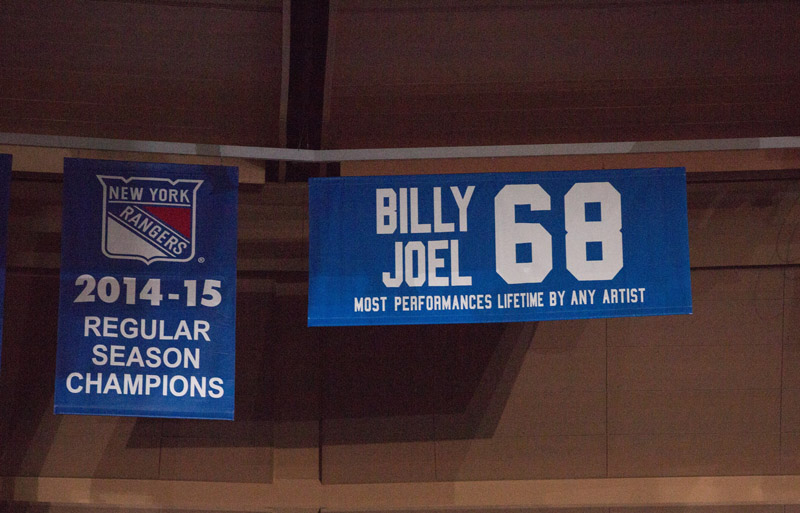 NEW YORK
RANGERS
®
2014-15
REGULAR
SEASON
CHAMPIONS
BILLY
JOEL
68
MOST PERFORMANCES LIFETIME BY ANY ARTIST